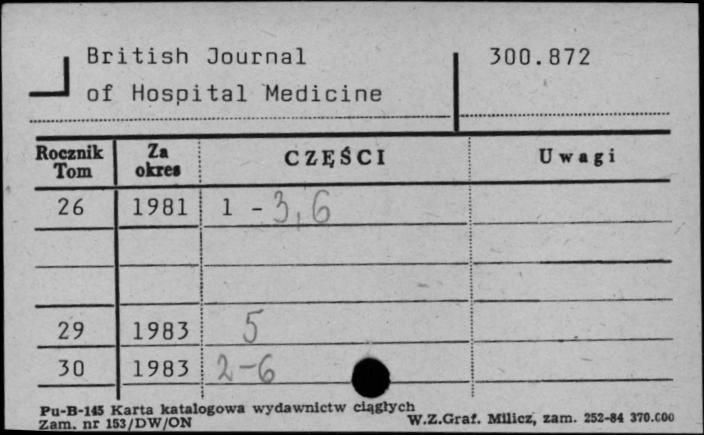 British Journal 300.872
of Hospital Medicine
Rocznik Tom Za okres CZĘŚCI Uwagi
26 1981 1 - 3, 6
29 1983 5
30 1983 2-6
Pu-B-145 Karta katalogowa wydawnictw ciągłych
Zam. nr 153/DW/ON W.Z.Graf. Milicz, zam. 252-84 370.000